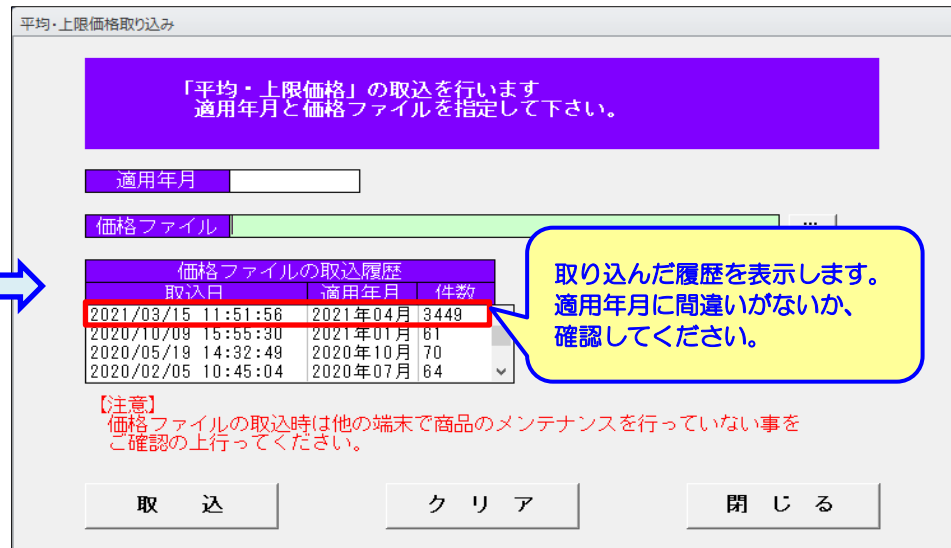 平均・上限価格取り込み
「平均・上限価格」の取込を行います
適用年月と価格ファイルを指定して下さい。
適用年月
価格ファイル
...
価格ファイルの取込履歴
取込日 適用年月 件数
2021/03/15 11:51:56 2021年04月 3449
2020/10/09 15:55:30 2021年01月 61
2020/05/19 14:32:49 2020年10月 70
2020/02/05 10:45:04 2020年07月 64
取り込んだ履歴を表示します。
適用年月に間違いがないか、
確認してください。
【注意】
価格ファイルの取込時は他の端末で商品のメンテナンスを行っていない事を
ご確認の上行ってください。
取 込
ク リ ア
閉 じ る